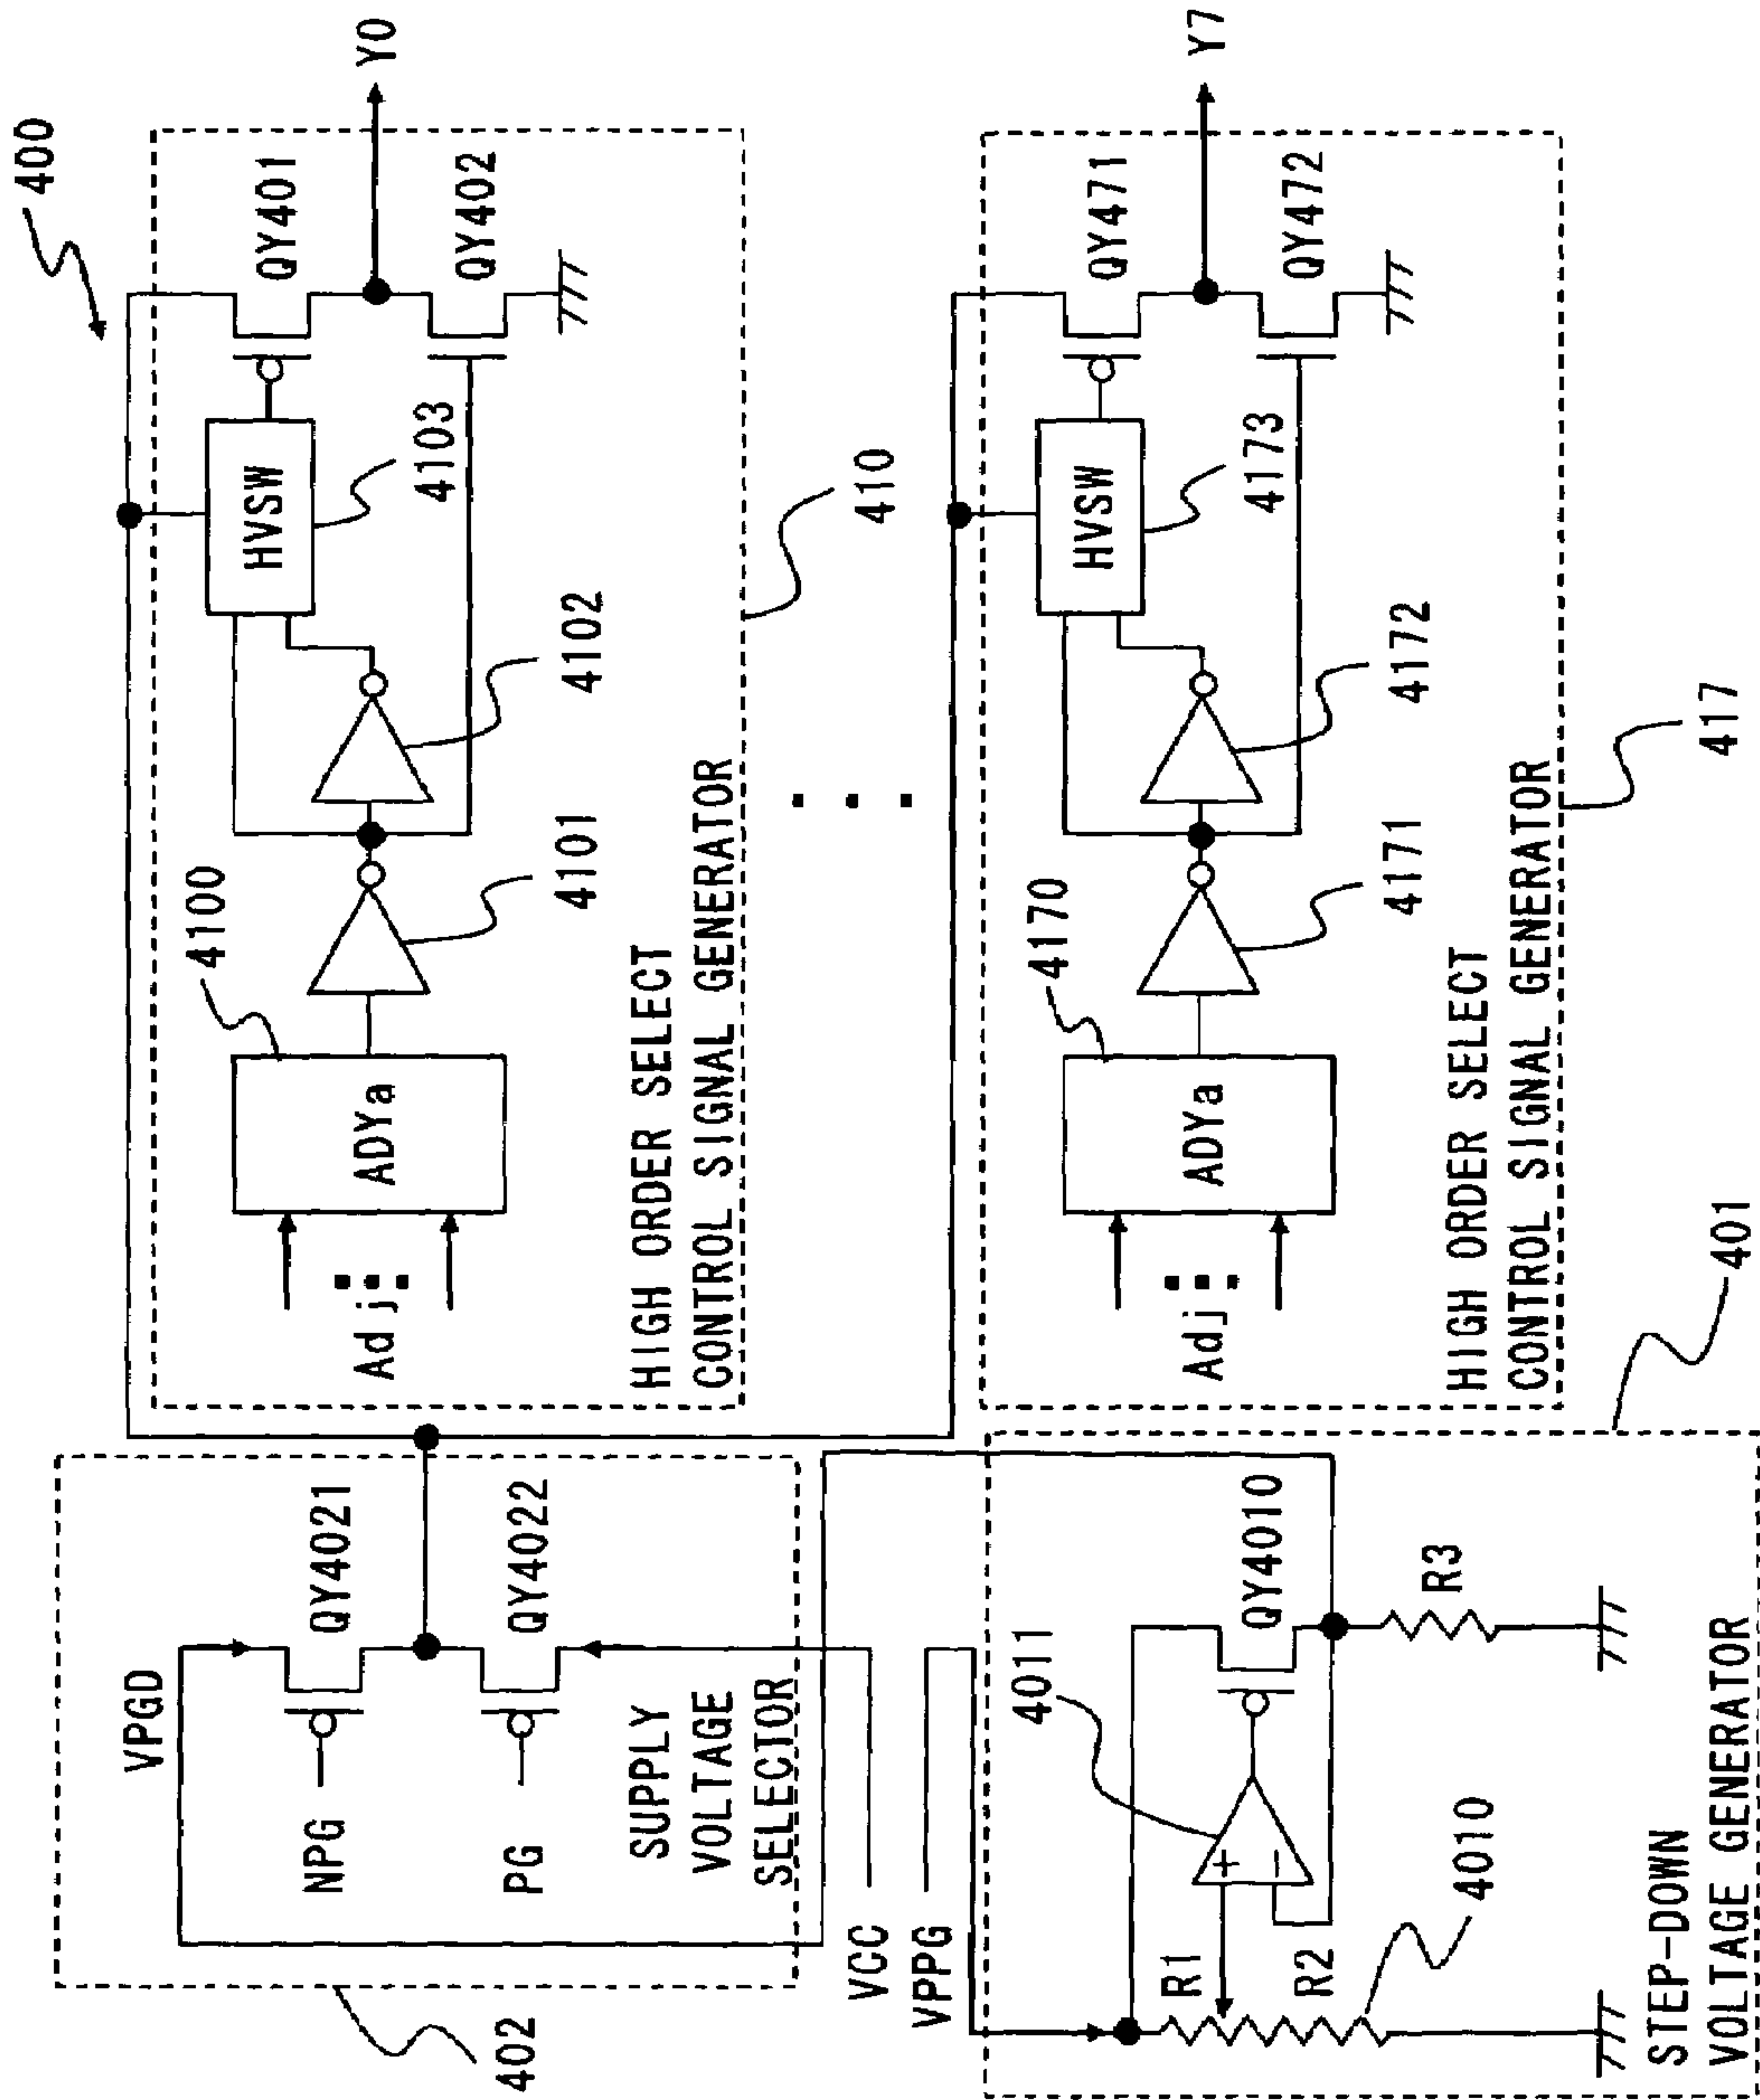 400
VPGD
NPG
QY4021
PG
QY4022
SUPPLY
VOLTAGE
SELECTOR
402
VCC
VPPG
Adj
ADYa
4100
4101
4102
HVSW
4103
QY401
QY402
Y0
HIGH ORDER SELECT
CONTROL SIGNAL GENERATOR
410
Adj
ADYa
4170
4171
4172
HVSW
4173
QY471
QY472
Y7
HIGH ORDER SELECT
CONTROL SIGNAL GENERATOR
417
R1
R2
+
−
4011
QY4010
R3
4010
STEP-DOWN
VOLTAGE GENERATOR
401